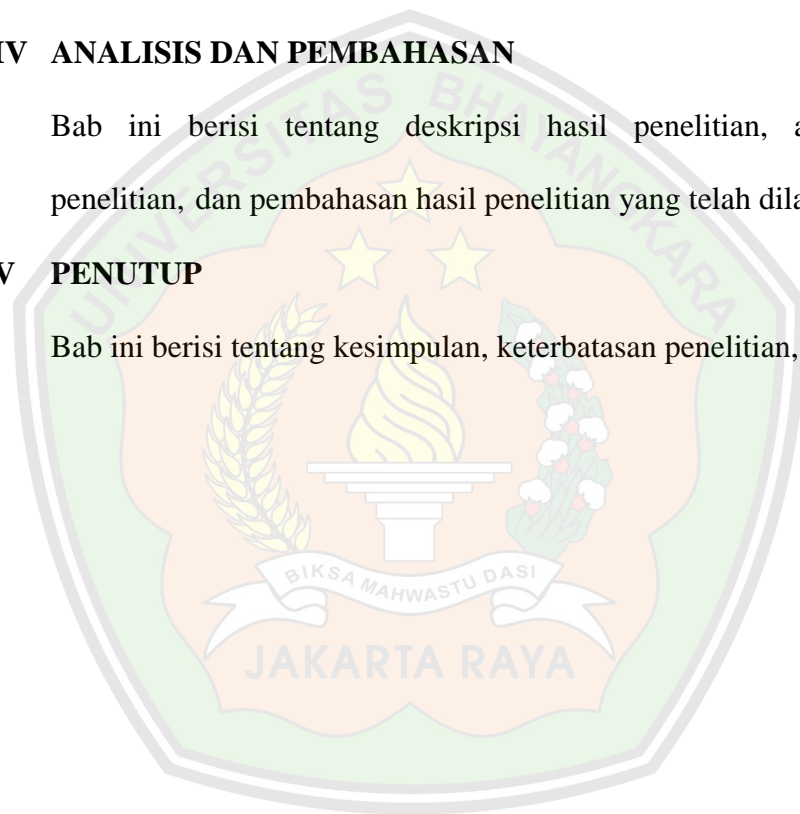 IV ANALISIS DAN PEMBAHASAN
Bab ini berisi tentang deskripsi hasil penelitian,
penelitian, dan pembahasan hasil penelitian yang telah
V PENUTUP
Bab ini berisi tentang kesimpulan, keterbatasan penelitian,
UNIVERSITAS BHAYANGKARA
BIKSA MAHWASTU DASI
JAKARTA RAYA